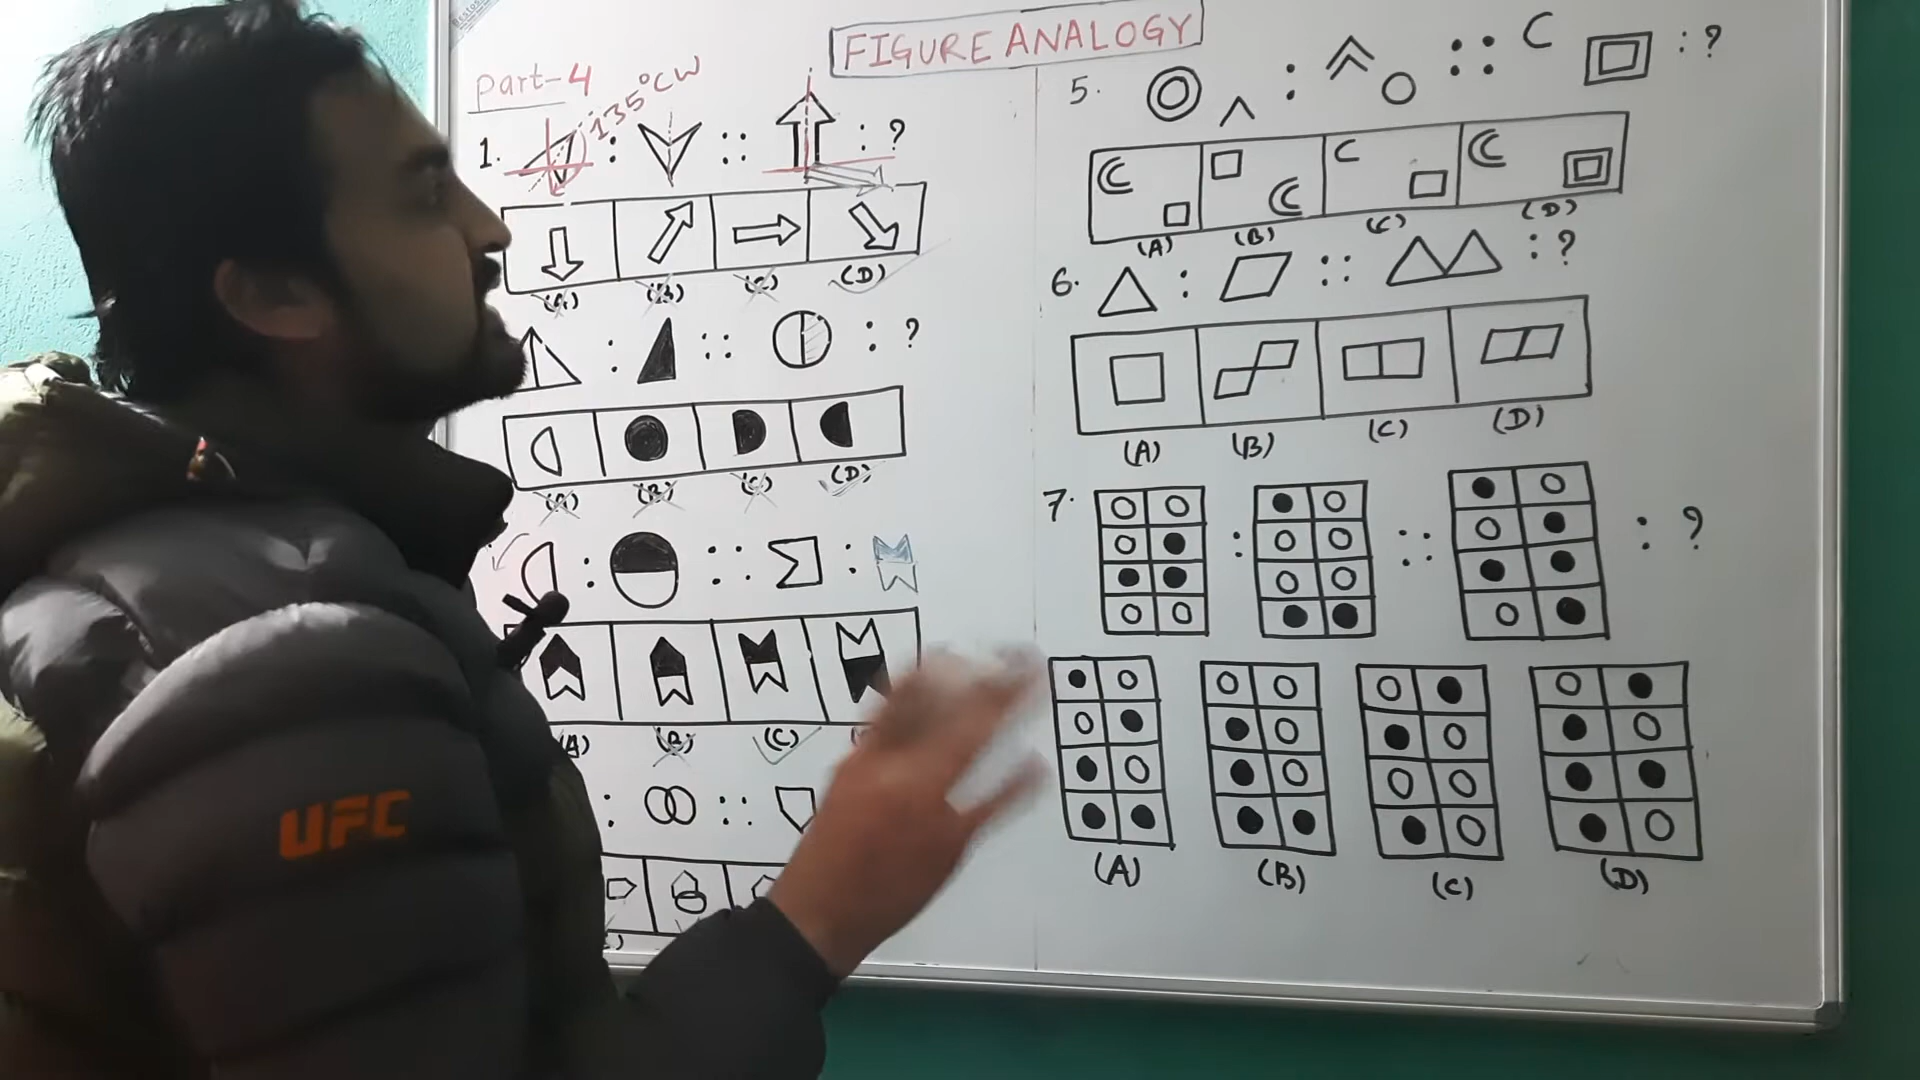 FIGURE ANALOGY
Part-4
135°CW
1. : :: : ?
(A) (B) (C) (D)
: :: : ?
(A) (B) (C) (D)
: :: :
(A) (B) (C)
: ::
5. : :: C : ?
(A) (B) (C) (D)
6. : :: : ?
(A) (B) (C) (D)
7. : :: : ?
(A) (B) (C) (D)
UFC